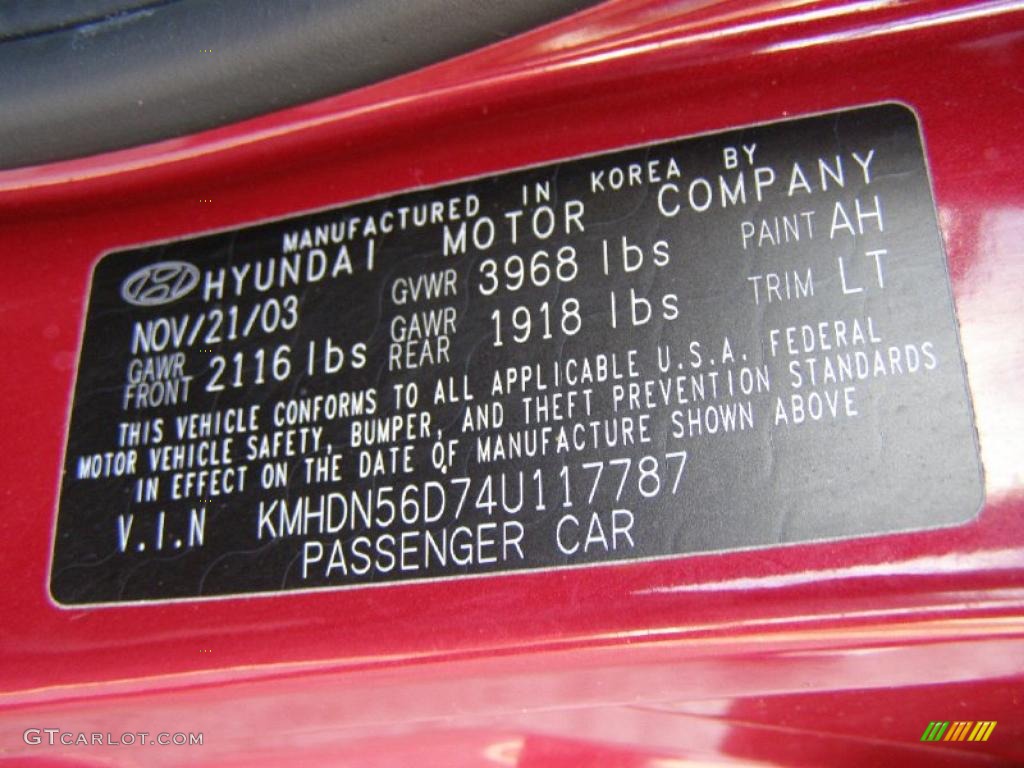 MANUFACTURED IN KOREA BY
HYUNDAI MOTOR COMPANY
NOV/21/03 GVWR 3968 lbs PAINT AH
GAWR FRONT 2116 lbs GAWR REAR 1918 lbs TRIM LT
THIS VEHICLE CONFORMS TO ALL APPLICABLE U.S.A. FEDERAL
MOTOR VEHICLE SAFETY, BUMPER, AND THEFT PREVENTION STANDARDS
IN EFFECT ON THE DATE OF MANUFACTURE SHOWN ABOVE
V.I.N KMHDN56D74U117787
PASSENGER CAR
GTCARLOT.COM